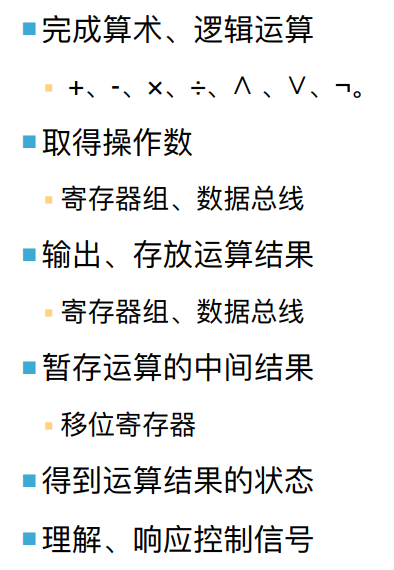 完成算术、逻辑运算
+、-、×、÷、∧ 、∨、¬。
取得操作数
寄存器组、数据总线
输出、存放运算结果
寄存器组、数据总线
暂存运算的中间结果
移位寄存器
得到运算结果的状态
理解、响应控制信号